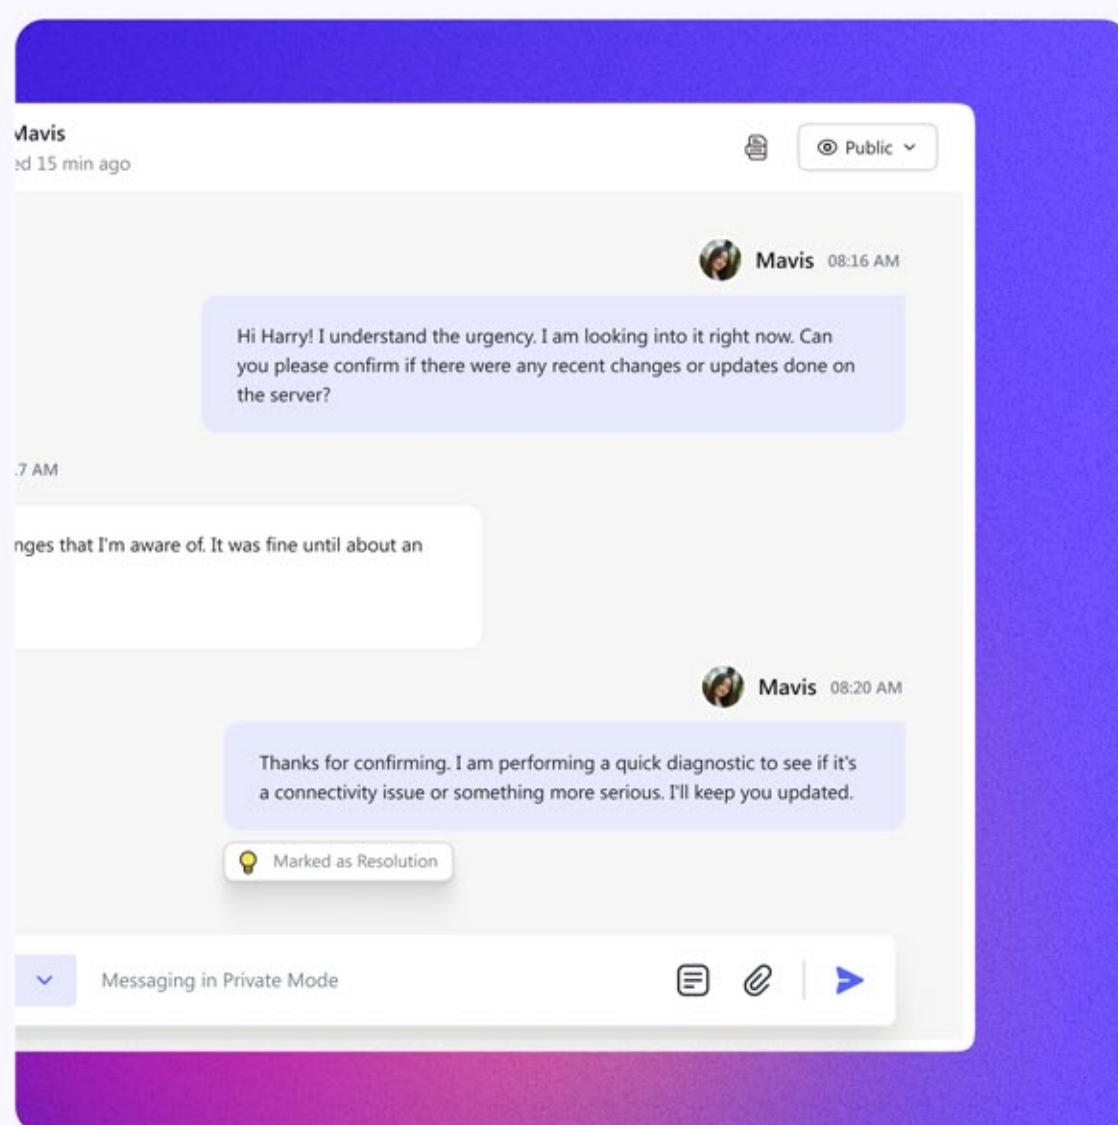 Mavis
ed 15 min ago
Public
Mavis 08:16 AM
Hi Harry! I understand the urgency. I am looking into it right now. Can
you please confirm if there were any recent changes or updates done on
the server?
7 AM
nges that I'm aware of. It was fine until about an
Mavis 08:20 AM
Thanks for confirming. I am performing a quick diagnostic to see if it's
a connectivity issue or something more serious. I'll keep you updated.
Marked as Resolution
Messaging in Private Mode